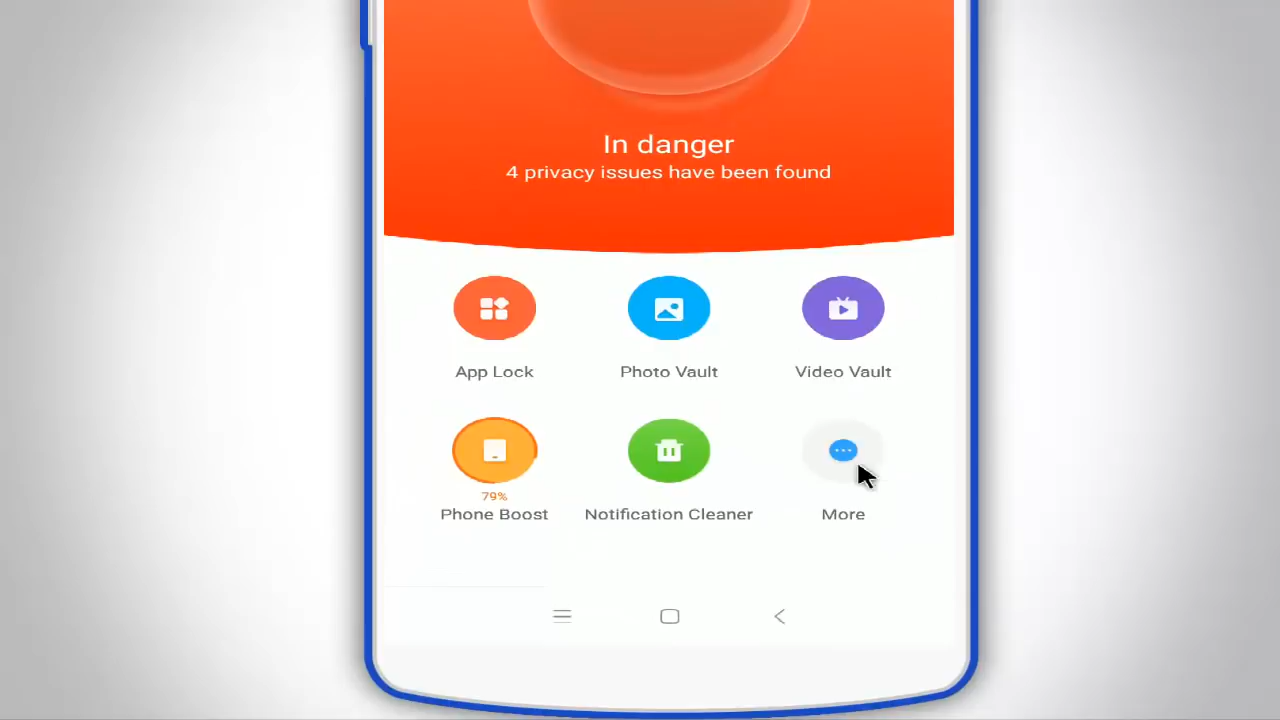 In danger
4 privacy issues have been found
App Lock
Photo Vault
Video Vault
79%
Phone Boost
Notification Cleaner
More